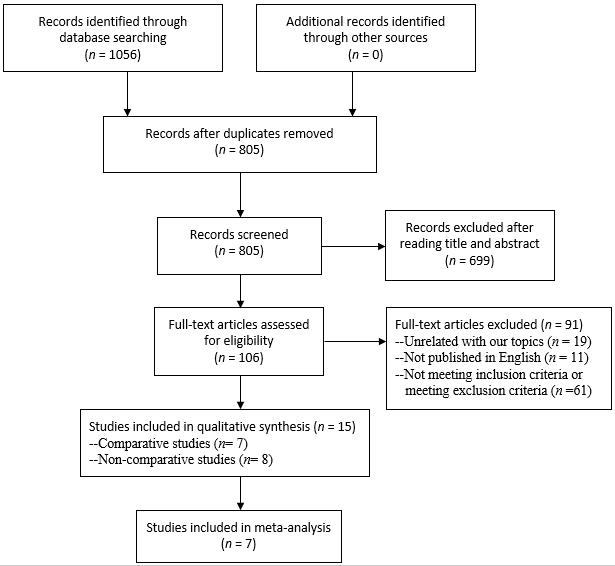 Records identified through
database searching
(n = 1056)
Additional records identified
through other sources
(n = 0)
Records after duplicates removed
(n = 805)
Records screened
(n = 805)
Records excluded after
reading title and abstract
(n = 699)
Full-text articles assessed
for eligibility
(n = 106)
Full-text articles excluded (n = 91)
--Unrelated with our topics (n = 19)
--Not published in English (n = 11)
--Not meeting inclusion criteria or
meeting exclusion criteria (n =61)
Studies included in qualitative synthesis (n = 15)
--Comparative studies (n= 7)
--Non-comparative studies (n= 8)
Studies included in meta-analysis
(n = 7)